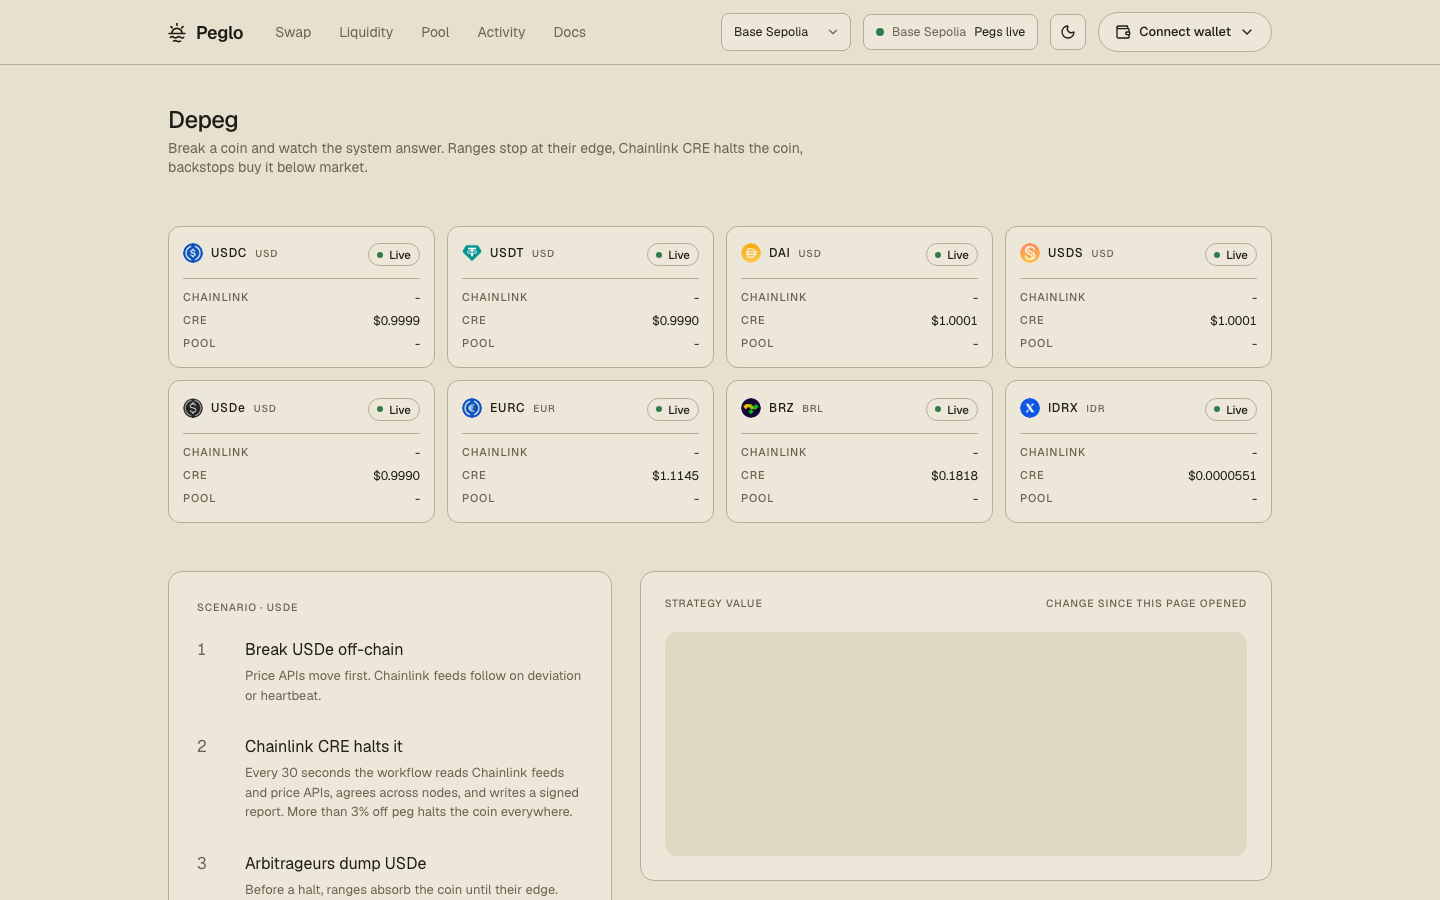 Peglo
Swap
Liquidity
Pool
Activity
Docs
Base Sepolia
Base Sepolia Pegs live
Connect wallet
Depeg
Break a coin and watch the system answer. Ranges stop at their edge, Chainlink CRE halts the coin,
backstops buy it below market.
USDC USD Live
CHAINLINK -
CRE $0.9999
POOL -
USDT USD Live
CHAINLINK -
CRE $0.9990
POOL -
DAI USD Live
CHAINLINK -
CRE $1.0001
POOL -
USDS USD Live
CHAINLINK -
CRE $1.0001
POOL -
USDe USD Live
CHAINLINK -
CRE $0.9990
POOL -
EURC EUR Live
CHAINLINK -
CRE $1.1145
POOL -
BRZ BRL Live
CHAINLINK -
CRE $0.1818
POOL -
IDRX IDR Live
CHAINLINK -
CRE $0.0000551
POOL -
SCENARIO · USDE
1 Break USDe off-chain
Price APIs move first. Chainlink feeds follow on deviation
or heartbeat.
2 Chainlink CRE halts it
Every 30 seconds the workflow reads Chainlink feeds
and price APIs, agrees across nodes, and writes a signed
report. More than 3% off peg halts the coin everywhere.
3 Arbitrageurs dump USDe
Before a halt, ranges absorb the coin until their edge.
STRATEGY VALUE
CHANGE SINCE THIS PAGE OPENED